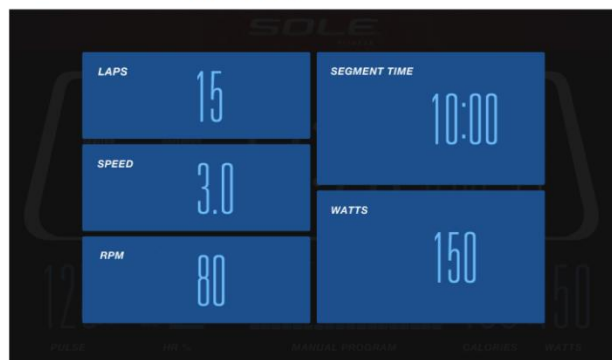 SOLE
LAPS
15
SEGMENT TIME
10:00
SPEED
3.0
WATTS
150
RPM
80
PULSE
MANUAL PROGRAM
CALORIES
WATTS